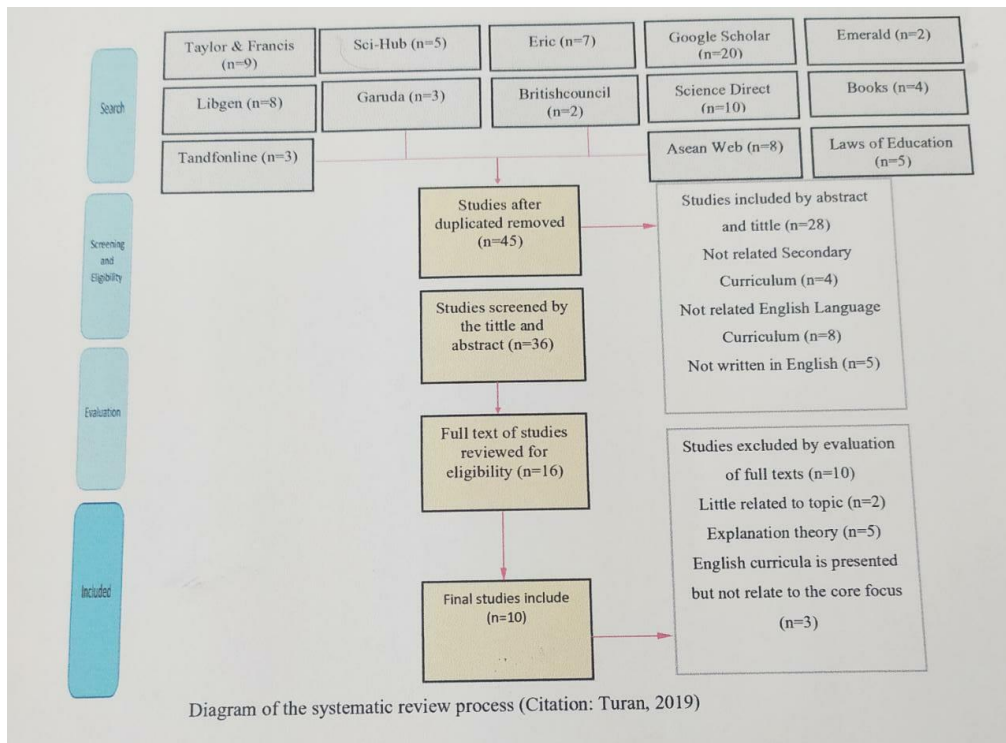 Search
Taylor & Francis
(n=9)
Sci-Hub (n=5)
Eric (n=7)
Google Scholar
(n=20)
Emerald (n=2)
Libgen (n=8)
Garuda (n=3)
Britishcouncil
(n=2)
Science Direct
(n=10)
Books (n=4)
Tandfonline (n=3)
Asean Web (n=8)
Laws of Education
(n=5)
Screening
and
Eligibility
Studies after
duplicated removed
(n=45)
Studies included by abstract
and tittle (n=28)
Not related Secondary
Curriculum (n=4)
Not related English Language
Curriculum (n=8)
Not written in English (n=5)
Studies screened by
the tittle and
abstract (n=36)
Evaluation
Full text of studies
reviewed for
eligibility (n=16)
Studies excluded by evaluation
of full texts (n=10)
Little related to topic (n=2)
Explanation theory (n=5)
English curricula is presented
but not relate to the core focus
(n=3)
Included
Final studies include
(n=10)
Diagram of the systematic review process (Citation: Turan, 2019)